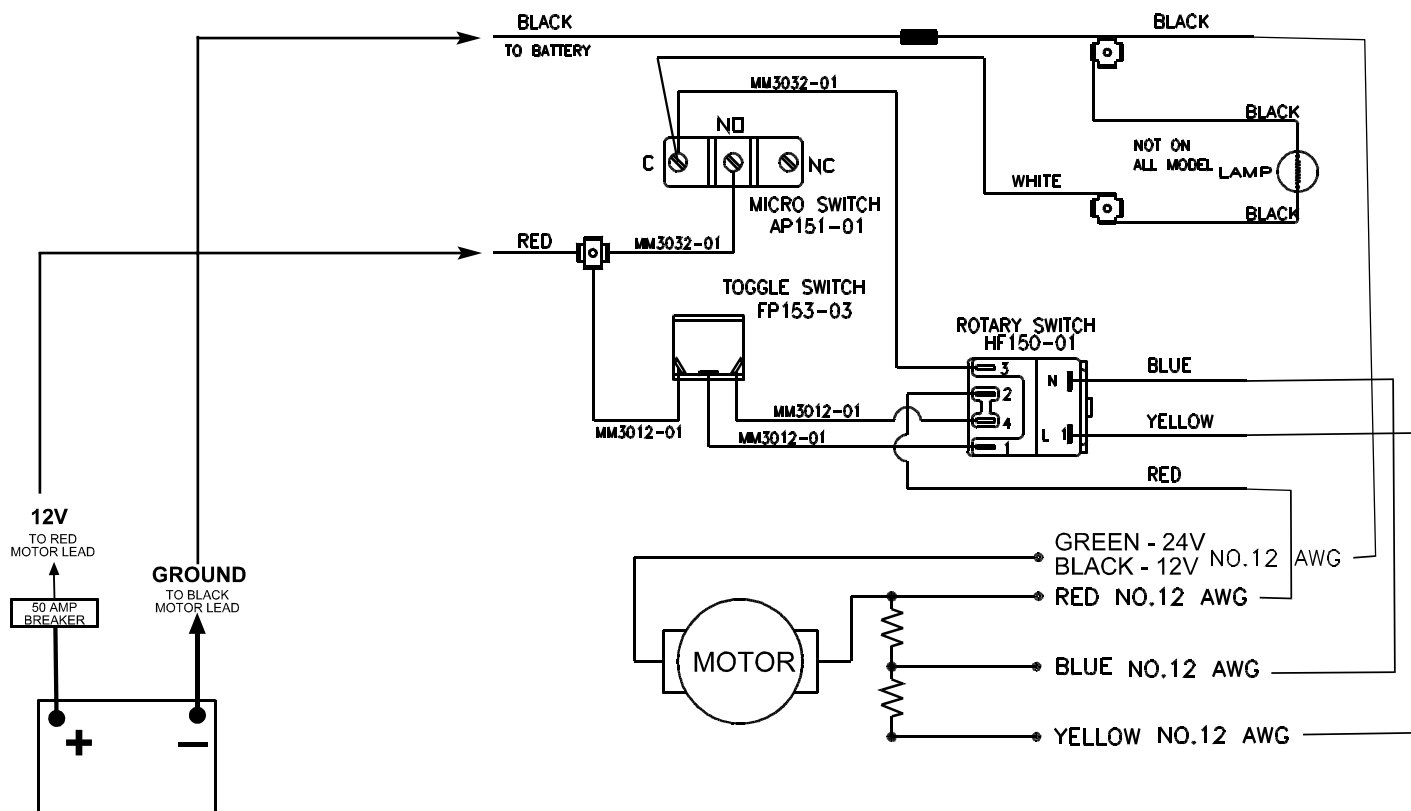 BLACK
TO BATTERY
BLACK
MM3032-01
NO
C
NC
MICRO SWITCH
AP151-01
BLACK
NOT ON
ALL MODEL
LAMP
WHITE
BLACK
RED
MM3032-01
TOGGLE SWITCH
FP153-03
ROTARY SWITCH
HF150-01
3
2
4
1
N
L 1
BLUE
YELLOW
RED
MM3012-01
MM3012-01
MM3012-01
12V
TO RED
MOTOR LEAD
50 AMP
BREAKER
GROUND
TO BLACK
MOTOR LEAD
+
−
MOTOR
GREEN - 24V
BLACK - 12V NO.12 AWG
RED NO.12 AWG
BLUE NO.12 AWG
YELLOW NO.12 AWG